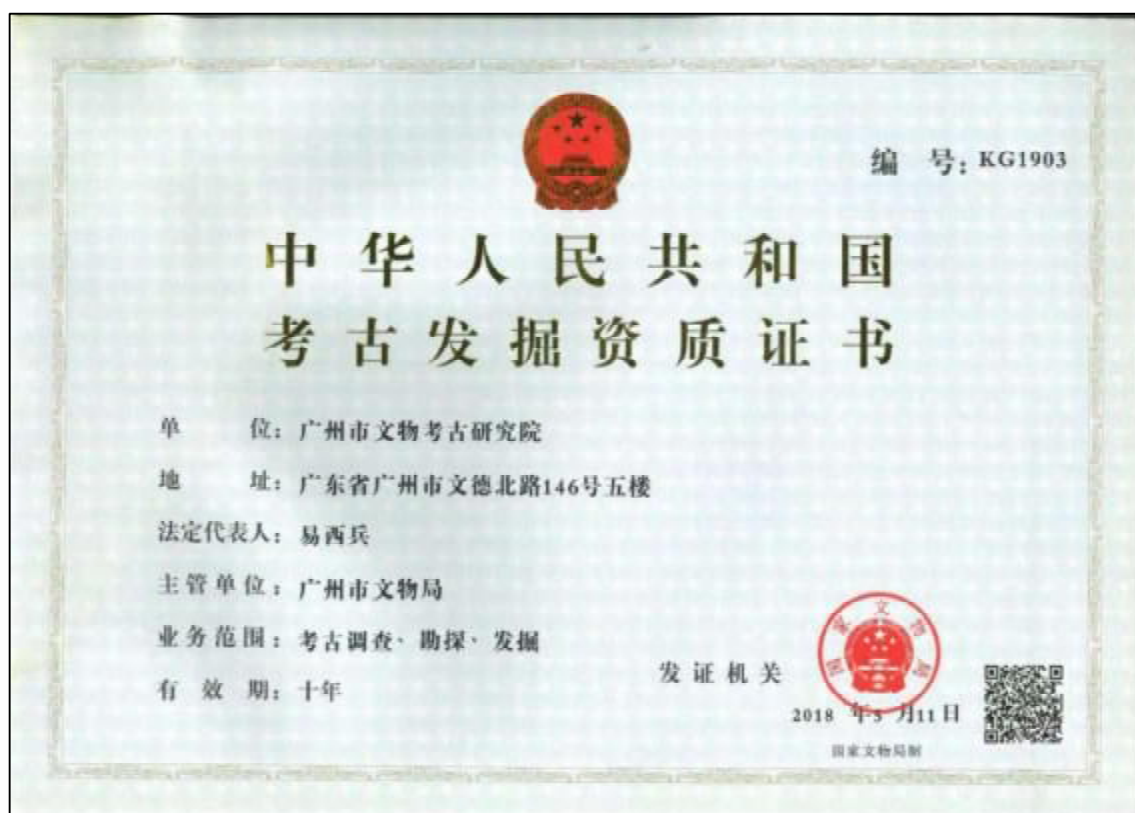 编 号：KG1903
中华人民共和国
考古发掘资质证书
单 位：广州市文物考古研究院
地 址：广东省广州市文德北路146号五楼
法定代表人：易西兵
主管单位：广州市文物局
业务范围：考古调查、勘探、发掘
有 效 期：十年
国家文物局
发证机关
2018 年 月11日
国家文物局制